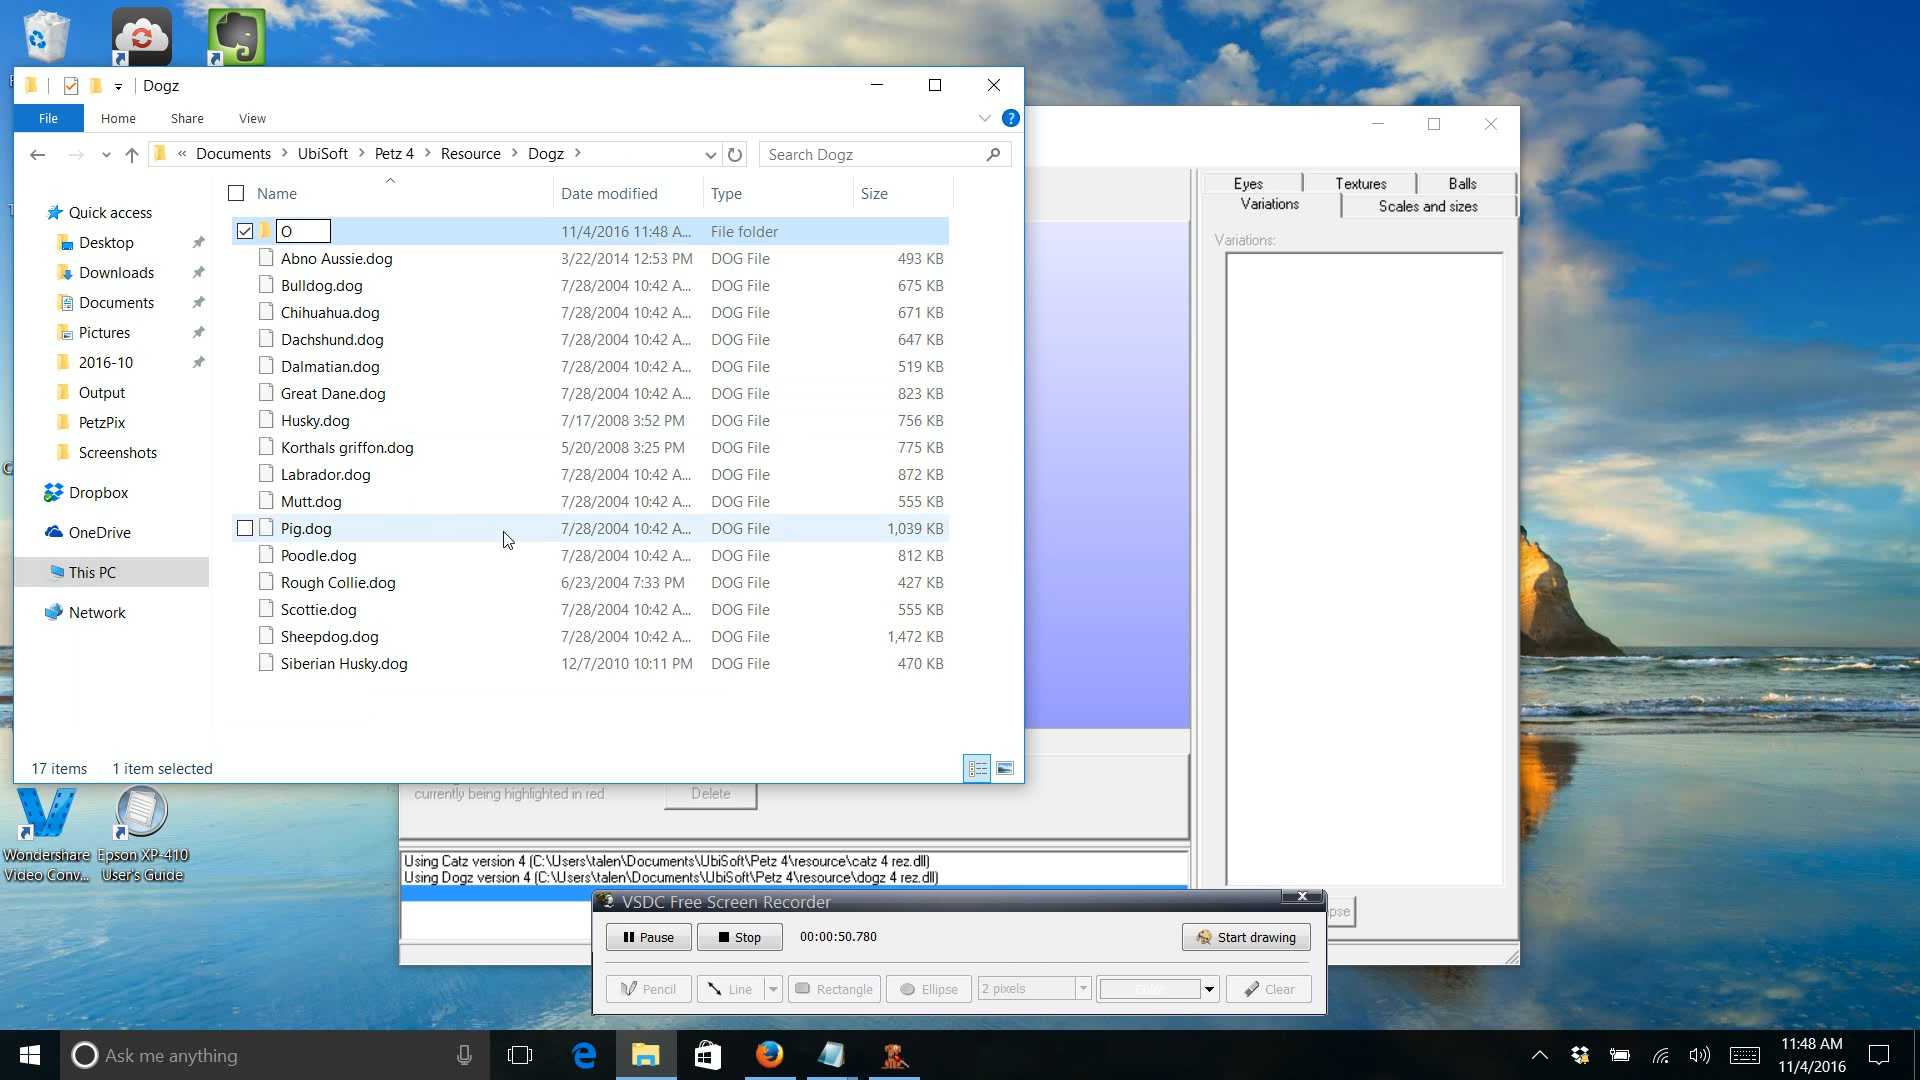 Dogz
File Home Share View
« Documents > UbiSoft > Petz 4 > Resource > Dogz >
Search Dogz
Name Date modified Type Size
O 11/4/2016 11:48 A... File folder
Abno Aussie.dog 3/22/2014 12:53 PM DOG File 493 KB
Bulldog.dog 7/28/2004 10:42 A... DOG File 675 KB
Chihuahua.dog 7/28/2004 10:42 A... DOG File 671 KB
Dachshund.dog 7/28/2004 10:42 A... DOG File 647 KB
Dalmatian.dog 7/28/2004 10:42 A... DOG File 519 KB
Great Dane.dog 7/28/2004 10:42 A... DOG File 823 KB
Husky.dog 7/17/2008 3:52 PM DOG File 756 KB
Korthals griffon.dog 5/20/2008 3:25 PM DOG File 775 KB
Labrador.dog 7/28/2004 10:42 A... DOG File 872 KB
Mutt.dog 7/28/2004 10:42 A... DOG File 555 KB
Pig.dog 7/28/2004 10:42 A... DOG File 1,039 KB
Poodle.dog 7/28/2004 10:42 A... DOG File 812 KB
Rough Collie.dog 6/23/2004 7:33 PM DOG File 427 KB
Scottie.dog 7/28/2004 10:42 A... DOG File 555 KB
Sheepdog.dog 7/28/2004 10:42 A... DOG File 1,472 KB
Siberian Husky.dog 12/7/2010 10:11 PM DOG File 470 KB
Quick access
Desktop
Downloads
Documents
Pictures
2016-10
Output
PetzPix
Screenshots
Dropbox
OneDrive
This PC
Network
17 items 1 item selected
Eyes Textures Balls
Variations Scales and sizes
Variations:
currently being highlighted in red
Delete
Using Catz version 4 (C:\Users\talen\Documents\UbiSoft\Petz 4\resource\catz 4 rez.dll)
Using Dogz version 4 (C:\Users\talen\Documents\UbiSoft\Petz 4\resource\dogz 4 rez.dll)
Wondershare
Video Conv...
Epson XP-410
User's Guide
VSDC Free Screen Recorder
Pause Stop 00:00:50.780 Start drawing
Pencil Line Rectangle Ellipse 2 pixels Clear
Ask me anything
11:48 AM
11/4/2016